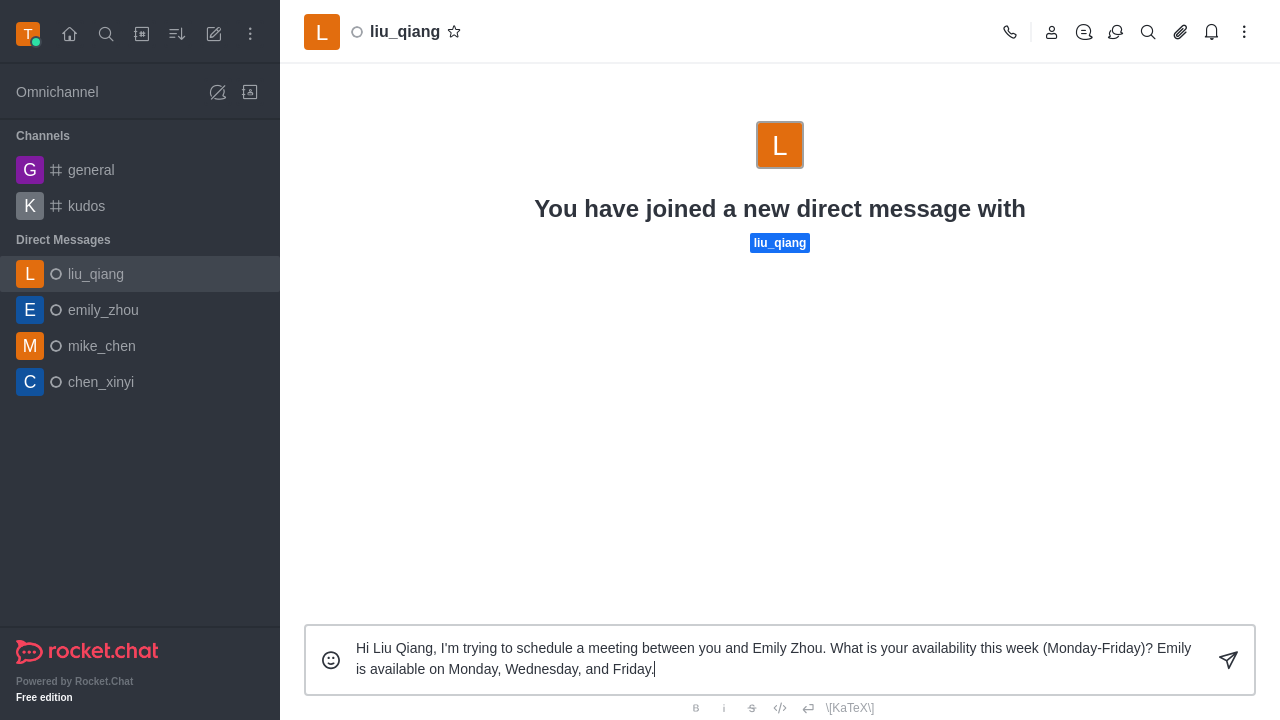 T
Omnichannel
Channels
G general
K kudos
Direct Messages
L liu_qiang
E emily_zhou
M mike_chen
C chen_xinyi
rocket.chat
Powered by Rocket.Chat
Free edition
L liu_qiang
L
You have joined a new direct message with
liu_qiang
Hi Liu Qiang, I'm trying to schedule a meeting between you and Emily Zhou. What is your availability this week (Monday-Friday)? Emily
is available on Monday, Wednesday, and Friday.
B i S \[KaTeX\]